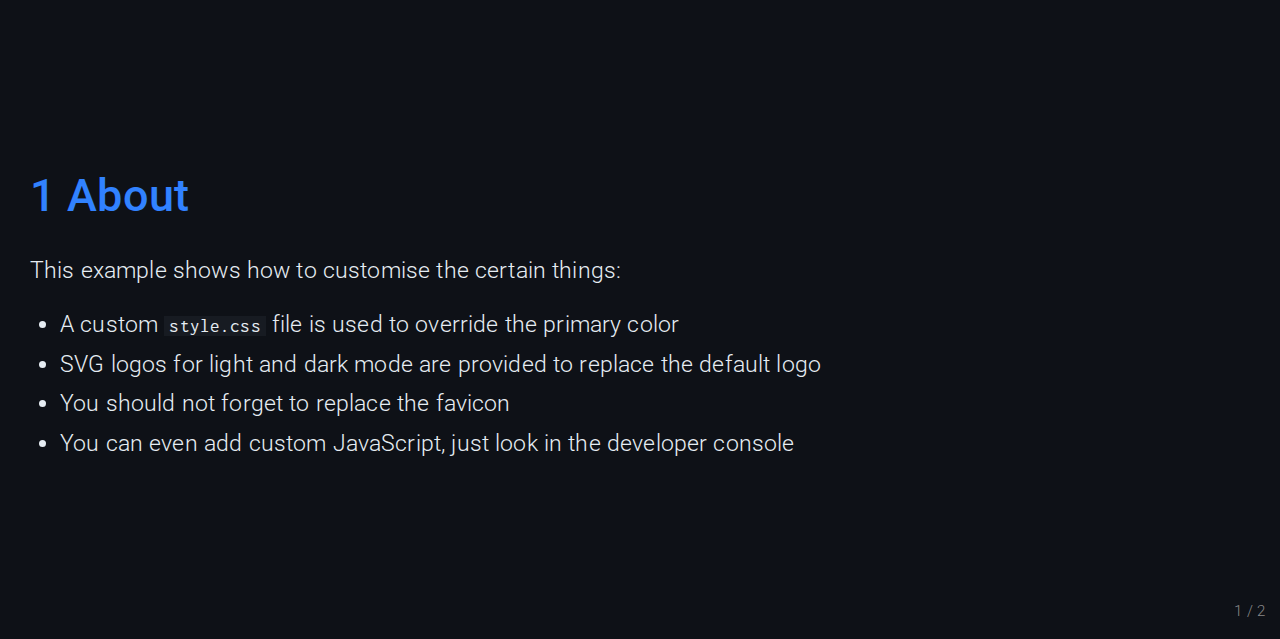 1 About
This example shows how to customise the certain things:
A custom style.css file is used to override the primary color
SVG logos for light and dark mode are provided to replace the default logo
You should not forget to replace the favicon
You can even add custom JavaScript, just look in the developer console
1 / 2